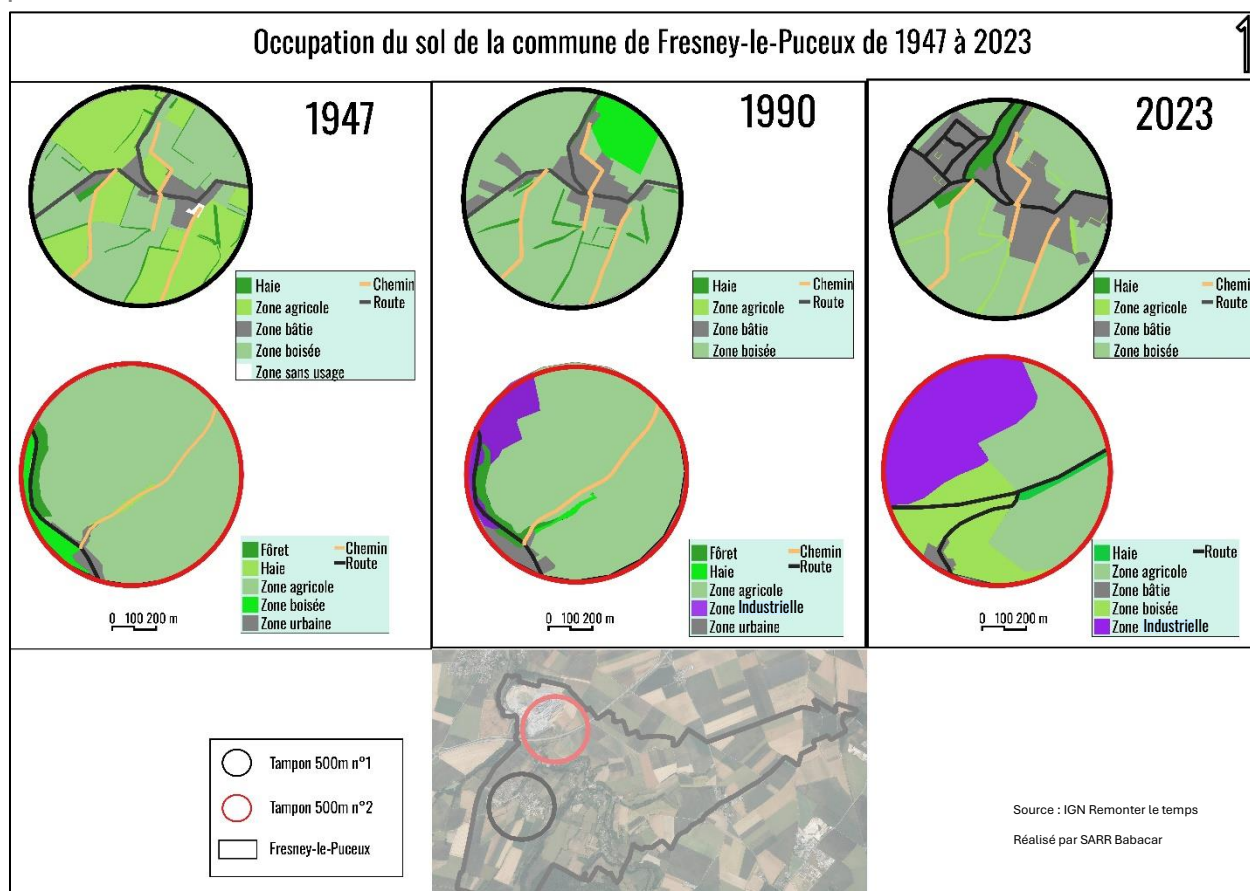 Occupation du sol de la commune de Fresney-le-Puceux de 1947 à 2023
1947
Haie
Chemin
Zone agricole
Route
Zone bâtie
Zone boisée
Zone sans usage
1990
Haie
Chemin
Zone agricole
Route
Zone bâtie
Zone boisée
2023
Haie
Chemin
Zone agricole
Route
Zone bâtie
Zone boisée
Fôret
Chemin
Haie
Route
Zone agricole
Zone boisée
Zone urbaine
0 100 200 m
Fôret
Chemin
Haie
Route
Zone agricole
Zone Industrielle
Zone urbaine
0 100 200 m
Haie
Route
Zone agricole
Zone bâtie
Zone boisée
Zone Industrielle
0 100 200 m
Tampon 500m n°1
Tampon 500m n°2
Fresney-le-Puceux
Source : IGN Remonter le temps
Réalisé par SARR Babacar